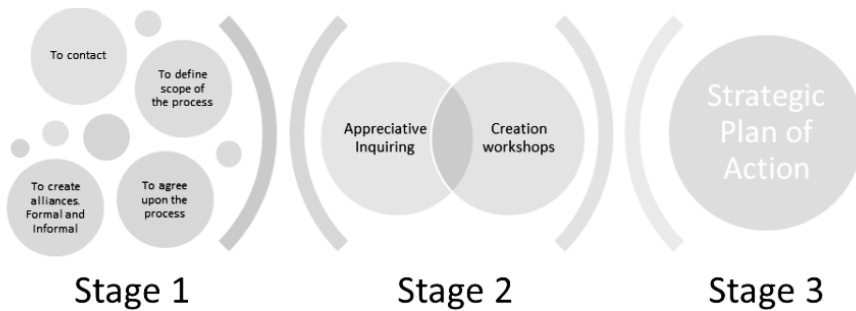 To contact
To define
scope of
the process
To create
alliances.
Formal and
Informal
To agree
upon the
process
Appreciative
Inquiring
Creation
workshops
Strategic
Plan of
Action
Stage 1
Stage 2
Stage 3